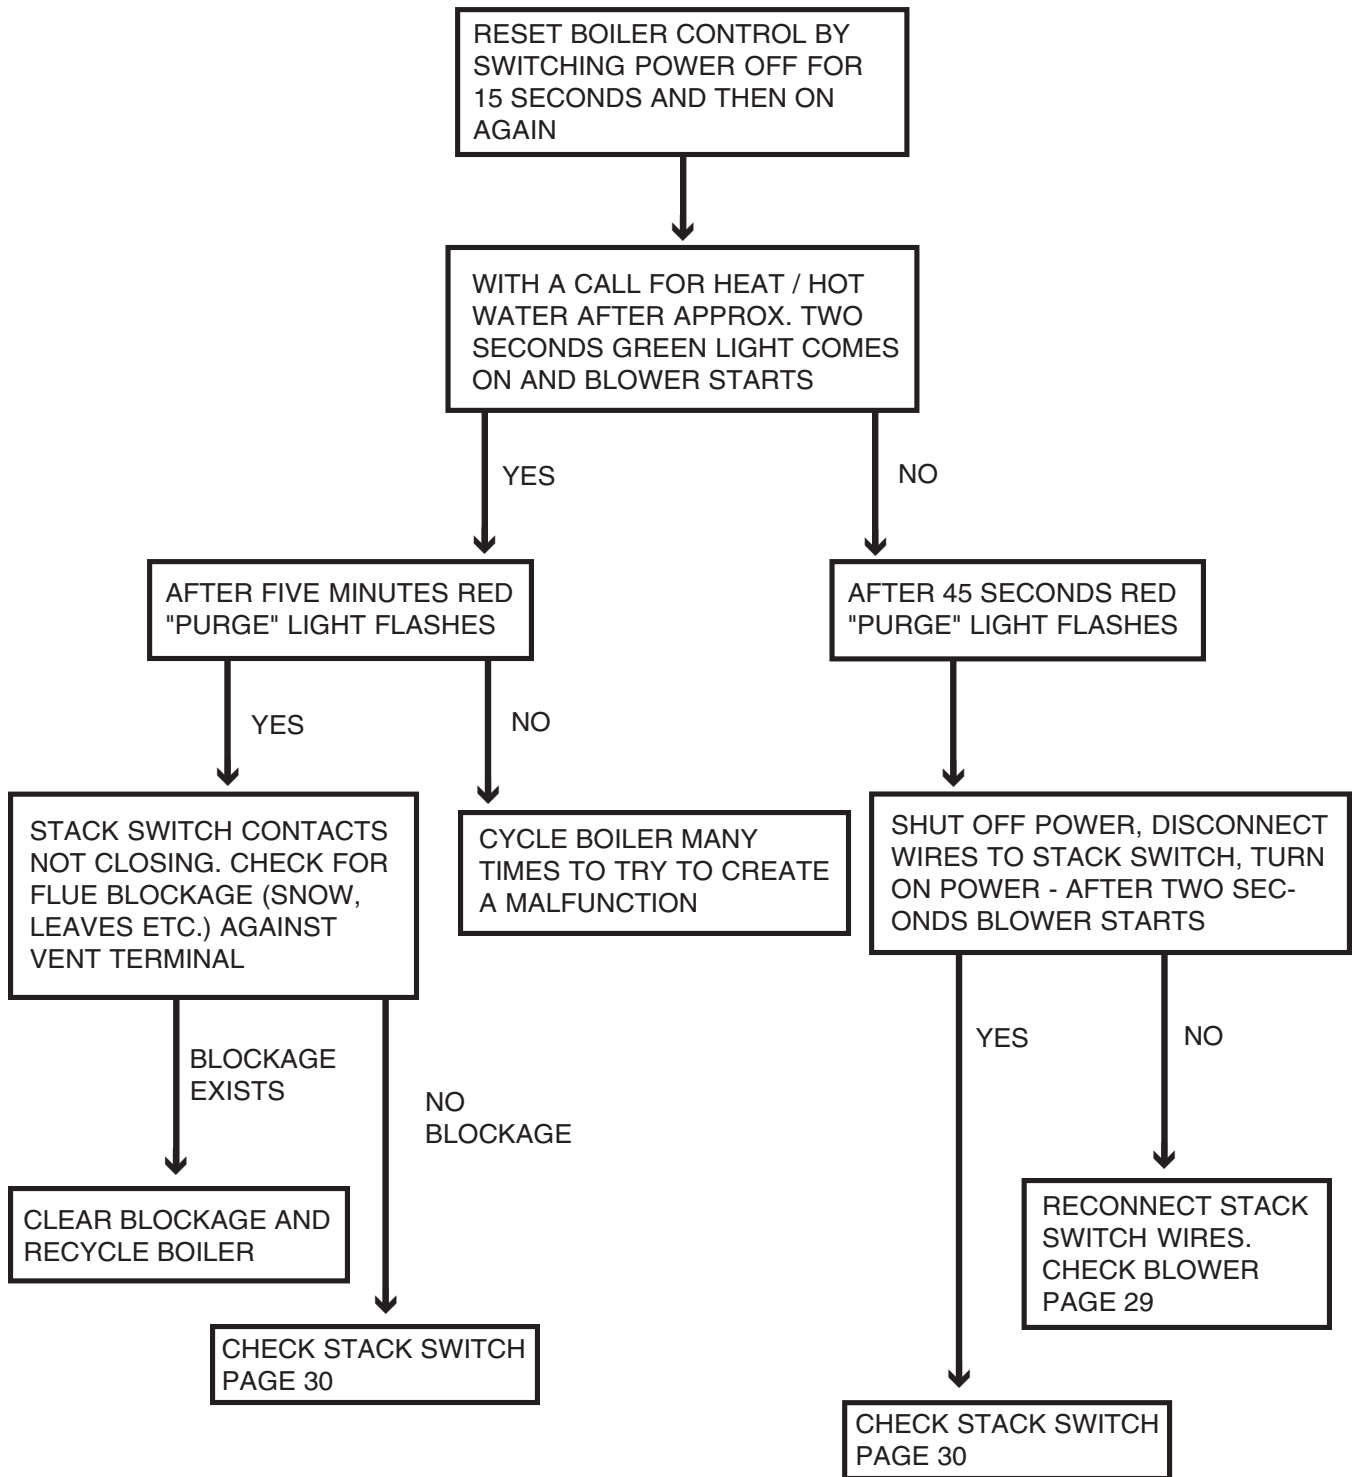 RESET BOILER CONTROL BY
SWITCHING POWER OFF FOR
15 SECONDS AND THEN ON
AGAIN
WITH A CALL FOR HEAT / HOT
WATER AFTER APPROX. TWO
SECONDS GREEN LIGHT COMES
ON AND BLOWER STARTS
YES
NO
AFTER FIVE MINUTES RED
"PURGE" LIGHT FLASHES
AFTER 45 SECONDS RED
"PURGE" LIGHT FLASHES
YES
NO
STACK SWITCH CONTACTS
NOT CLOSING. CHECK FOR
FLUE BLOCKAGE (SNOW,
LEAVES ETC.) AGAINST
VENT TERMINAL
CYCLE BOILER MANY
TIMES TO TRY TO CREATE
A MALFUNCTION
SHUT OFF POWER, DISCONNECT
WIRES TO STACK SWITCH, TURN
ON POWER - AFTER TWO SEC-
ONDS BLOWER STARTS
BLOCKAGE
EXISTS
NO
BLOCKAGE
YES
NO
CLEAR BLOCKAGE AND
RECYCLE BOILER
CHECK STACK SWITCH
PAGE 30
RECONNECT STACK
SWITCH WIRES.
CHECK BLOWER
PAGE 29
CHECK STACK SWITCH
PAGE 30